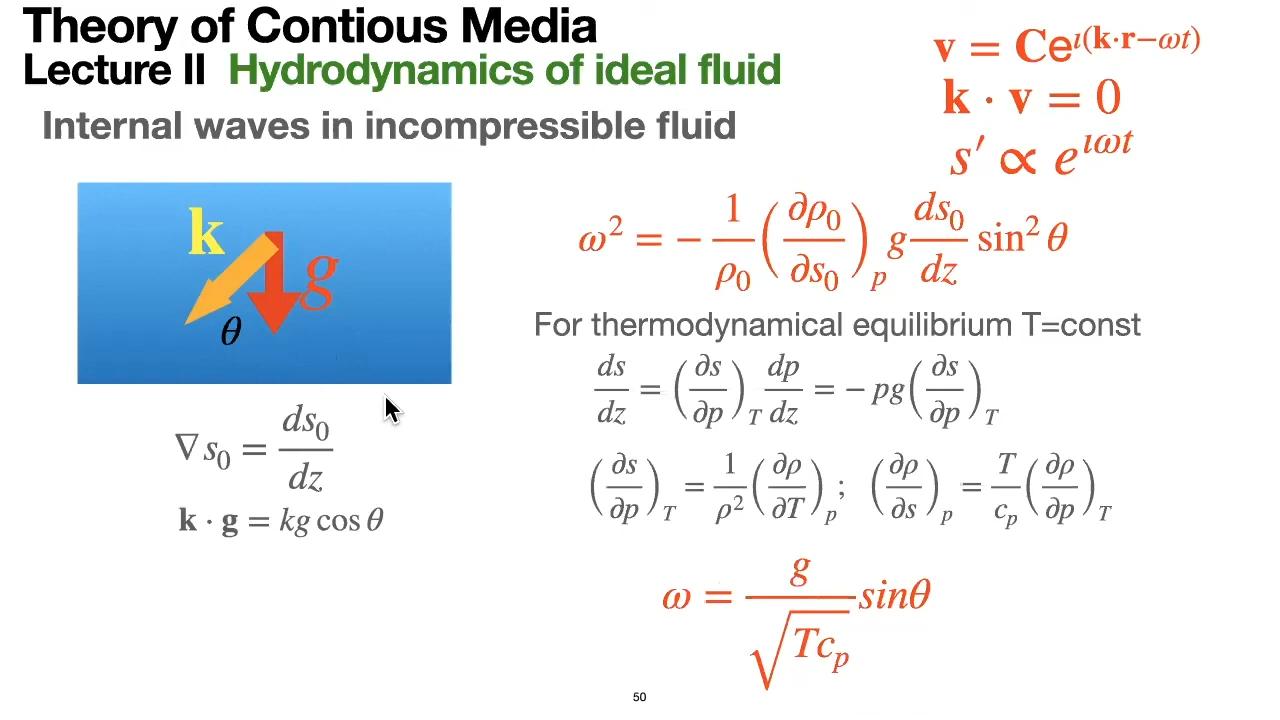 Theory of Contious Media
Lecture II Hydrodynamics of ideal fluid
Internal waves in incompressible fluid
v = Ce^{ι(k·r−ωt)}
k · v = 0
s′ ∝ e^{ιωt}
k
g
θ
ω² = − 1/ρ₀ (∂ρ₀/∂s₀)_p g ds₀/dz sin² θ
For thermodynamical equilibrium T=const
ds/dz = (∂s/∂p)_T dp/dz = − pg(∂s/∂p)_T
∇s₀ = ds₀/dz
(∂s/∂p)_T = 1/ρ² (∂ρ/∂T)_p ; (∂ρ/∂s)_p = T/c_p (∂ρ/∂p)_T
k · g = kg cos θ
ω = g/√(Tc_p) sinθ
50